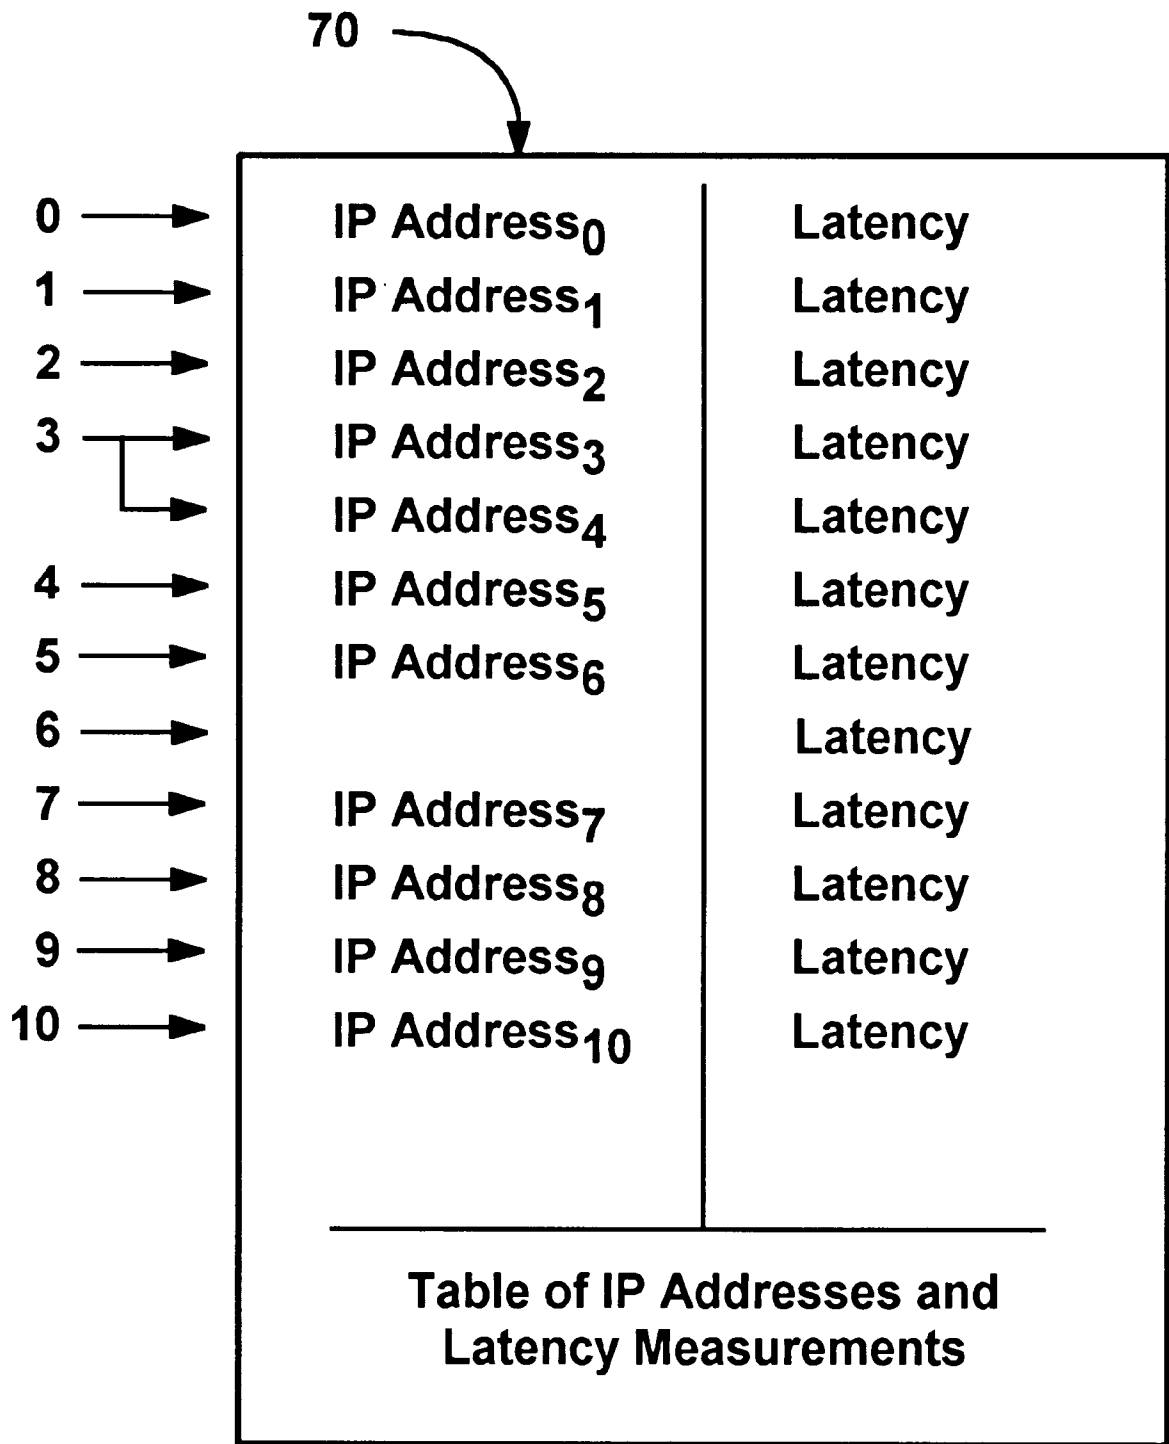 70
0 IP Address0 Latency
1 IP Address1 Latency
2 IP Address2 Latency
3 IP Address3 Latency
IP Address4 Latency
4 IP Address5 Latency
5 IP Address6 Latency
6 Latency
7 IP Address7 Latency
8 IP Address8 Latency
9 IP Address9 Latency
10 IP Address10 Latency
Table of IP Addresses and
Latency Measurements